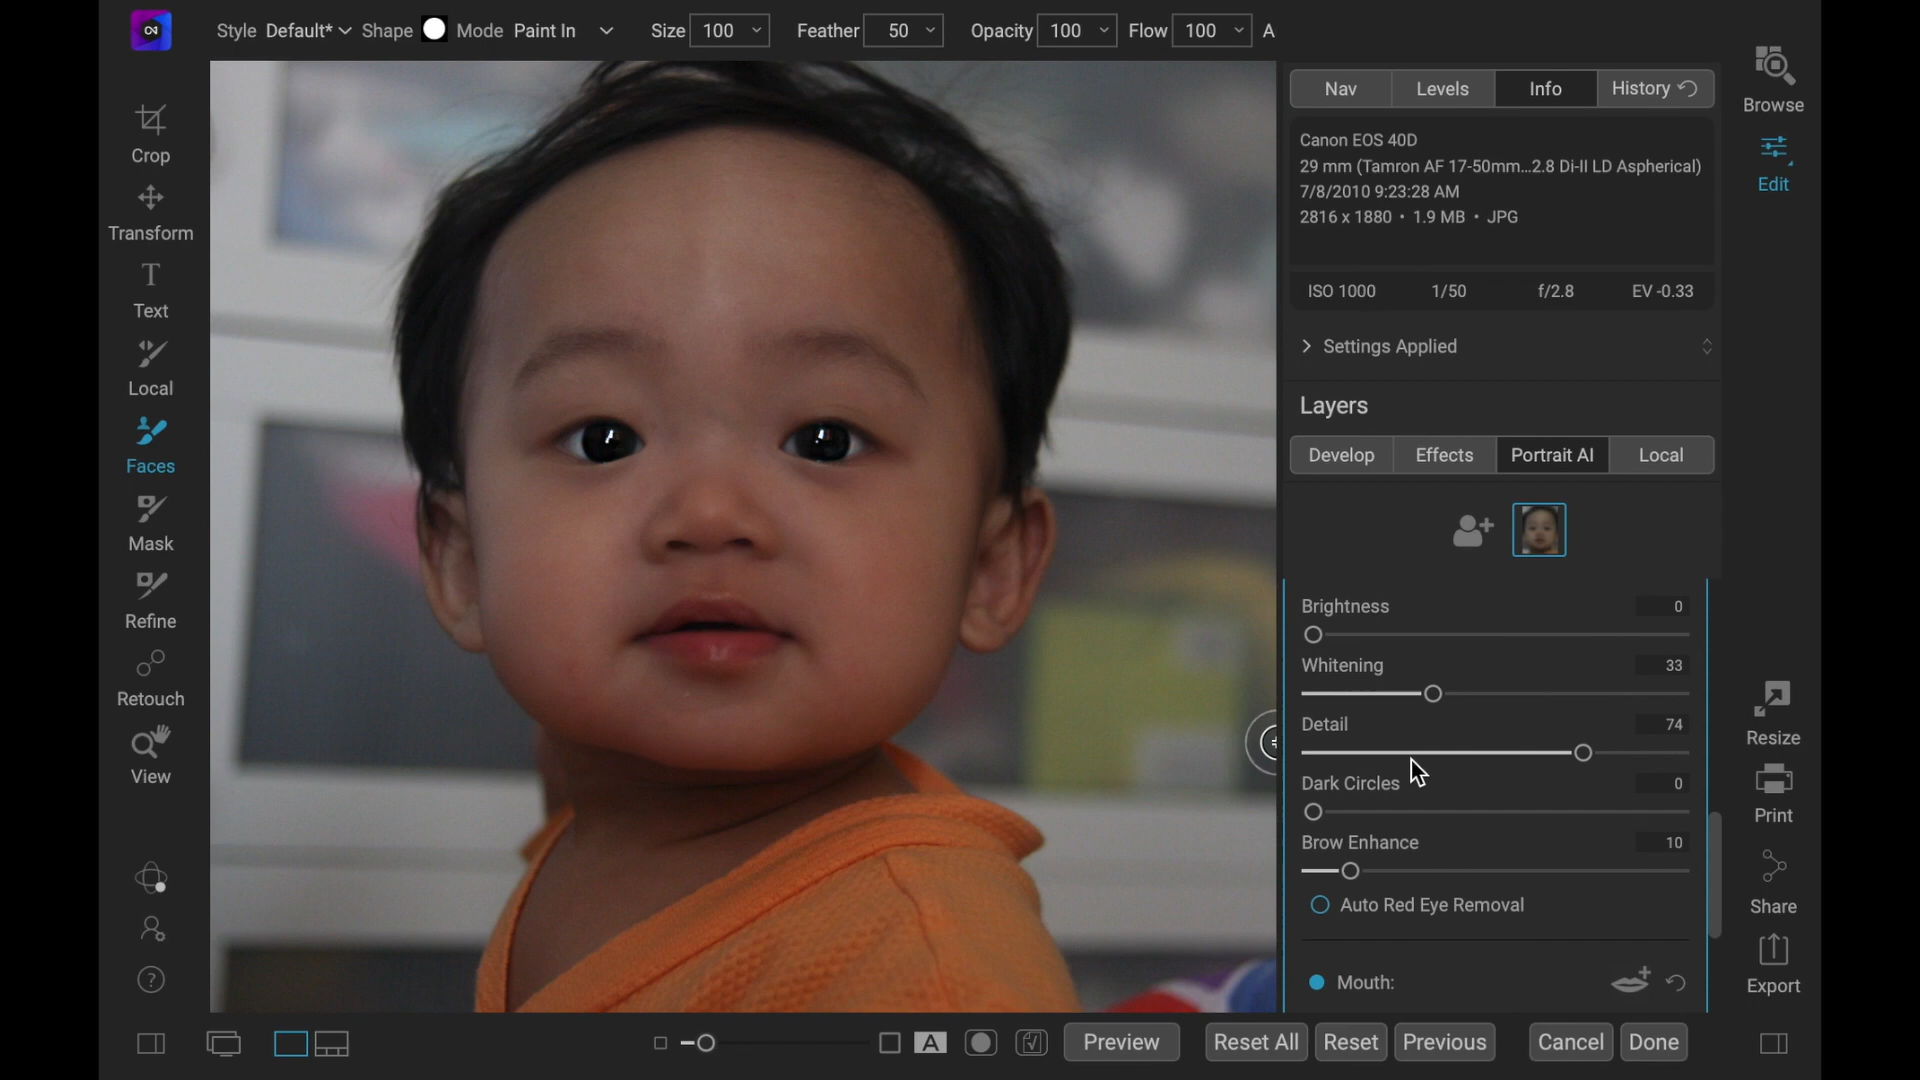 Style Default* Shape Mode Paint In Size 100 Feather 50 Opacity 100 Flow 100 A
Crop
Transform
T
Text
Local
Faces
Mask
Refine
Retouch
View
?
Nav Levels Info History
Canon EOS 40D
29 mm (Tamron AF 17-50mm...2.8 Di-II LD Aspherical)
7/8/2010 9:23:28 AM
2816 x 1880 • 1.9 MB • JPG
ISO 1000 1/50 f/2.8 EV -0.33
Settings Applied
Layers
Develop Effects Portrait AI Local
Brightness 0
Whitening 33
Detail 74
Dark Circles 0
Brow Enhance 10
Auto Red Eye Removal
Mouth:
Browse
Edit
Resize
Print
Share
Export
A Preview Reset All Reset Previous Cancel Done